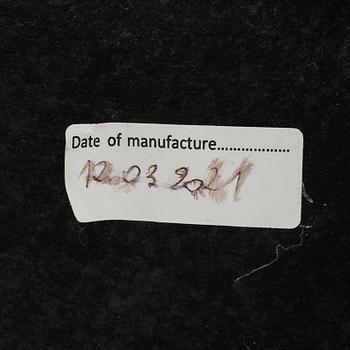 Date of manufacture..................
12.03 2021